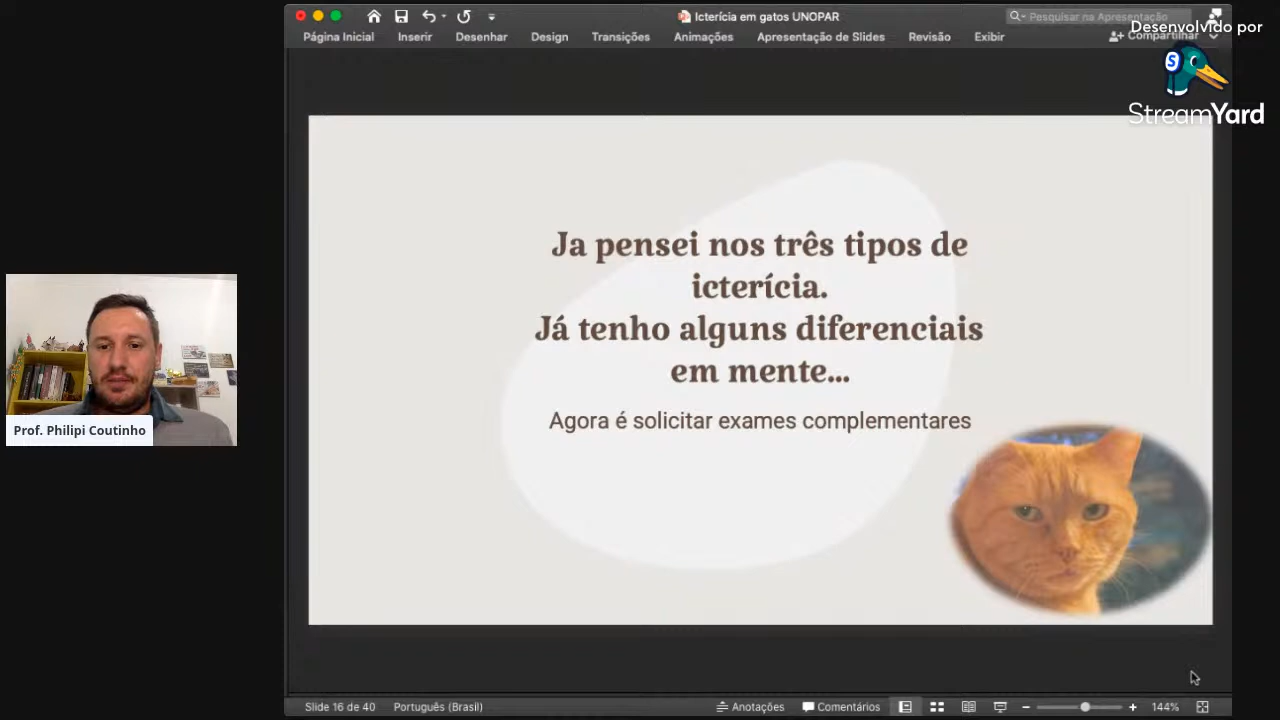 Icterícia em gatos UNOPAR
Pesquisar na Apresentação
Desenvolvido por
Página Inicial
Inserir
Desenhar
Design
Transições
Animações
Apresentação de Slides
Revisão
Exibir
Compartilhar
S
StreamYard
Ja pensei nos três tipos de
icterícia.
Já tenho alguns diferenciais
em mente...
Agora é solicitar exames complementares
Prof. Philipi Coutinho
Slide 16 de 40
Português (Brasil)
Anotações
Comentários
144%